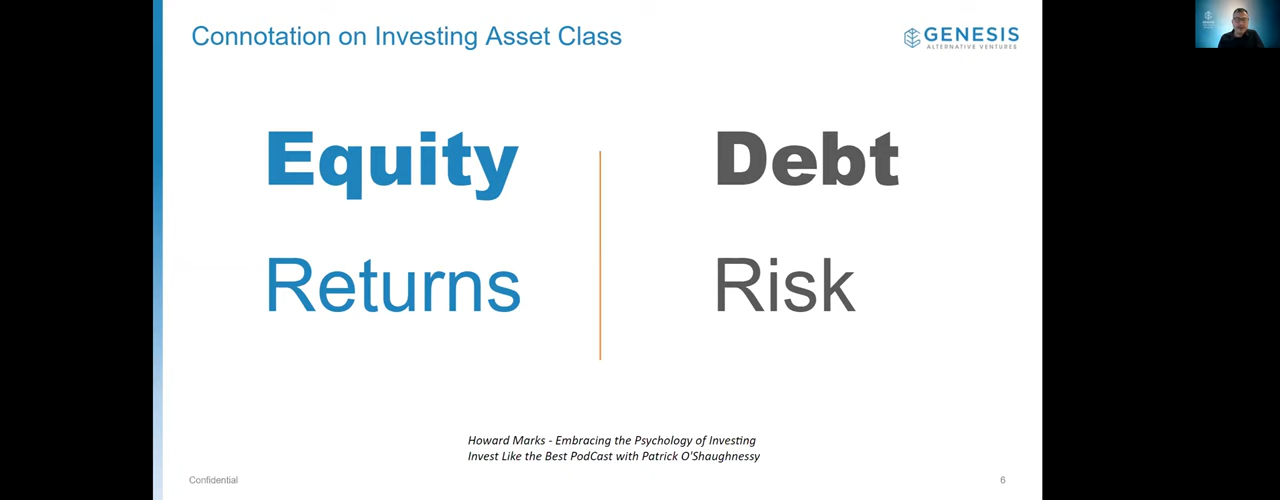 Connotation on Investing Asset Class
GENESIS
ALTERNATIVE VENTURES
Equity
Debt
Returns
Risk
Howard Marks - Embracing the Psychology of Investing
Invest Like the Best PodCast with Patrick O'Shaughnessy
Confidential
6